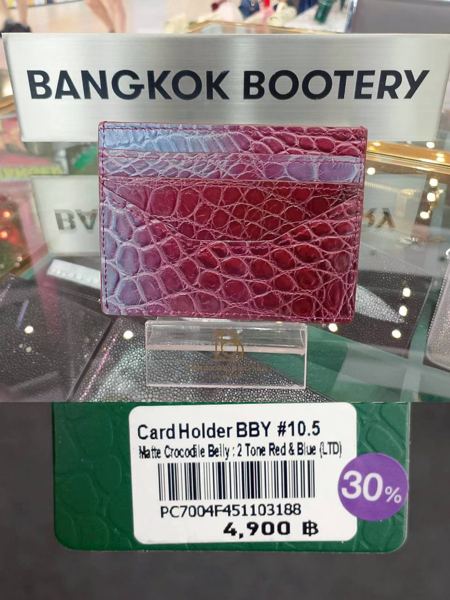 BANGKOK BOOTERY
Card Holder BBY #10.5
Matte Crocodile Belly : 2 Tone Red & Blue (LTD)
30%
PC7004F451103188
4,900 ฿